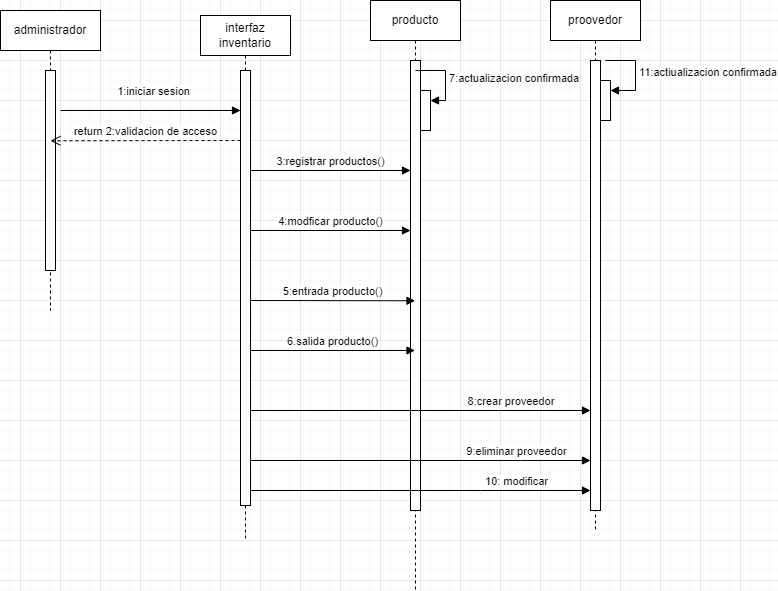 administrador
interfaz
inventario
producto
proovedor
7:actualizacion confirmada
11:actiualizacion confirmada
1:iniciar sesion
return 2:validacion de acceso
3:registrar productos()
4:modficar producto()
5:entrada producto()
6.salida producto()
8:crear proveedor
9:eliminar proveedor
10: modificar